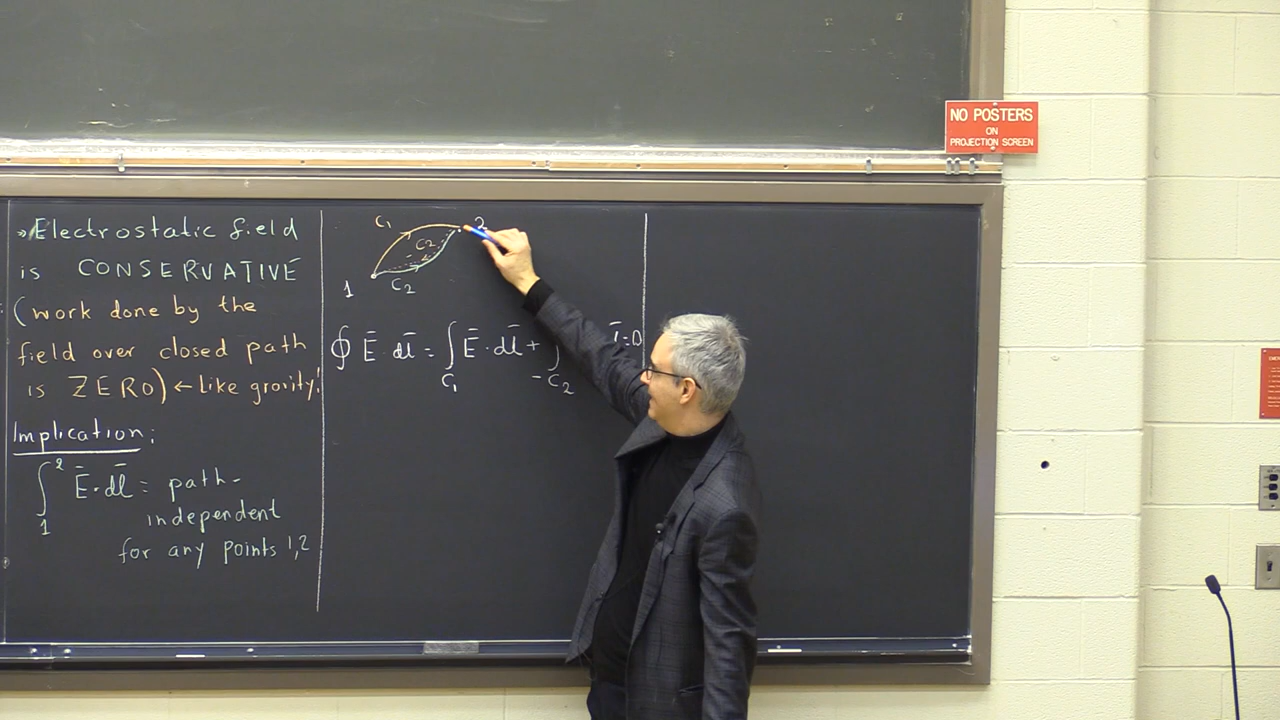 NO POSTERS
ON
PROJECTION SCREEN
Electrostatic field
is CONSERVATIVE
(work done by the
field over closed path
is ZERO) ← Like gravity!
Implication:
∫₁² Ē · dl̄ = path-
independent
for any points 1,2
C₁
2
C₂
1
C₂
∮ Ē · dl̄ = ∫ Ē · dl̄ + ∫ l̄ = 0
C₁ -C₂